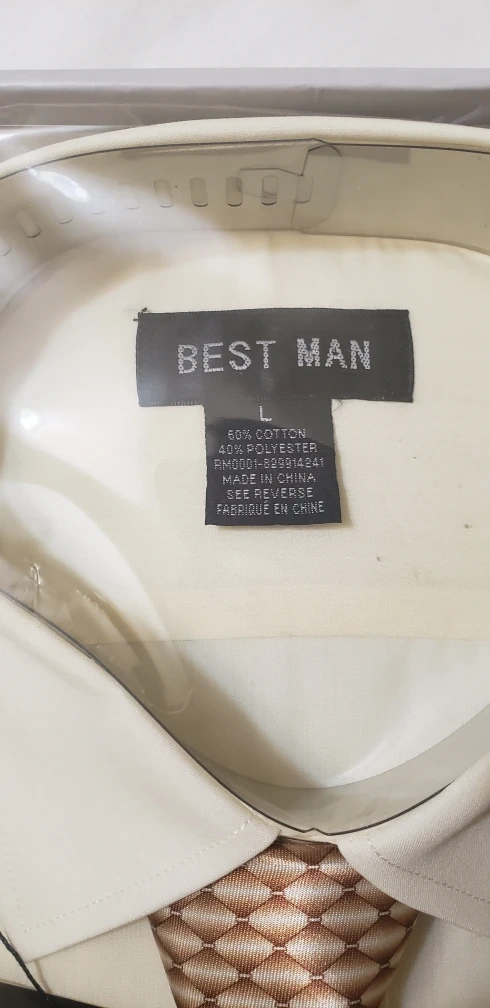 BEST MAN
L
60% COTTON
40% POLYESTER
RM0001-829914241
MADE IN CHINA
SEE REVERSE
FABRIQUÉ EN CHINE